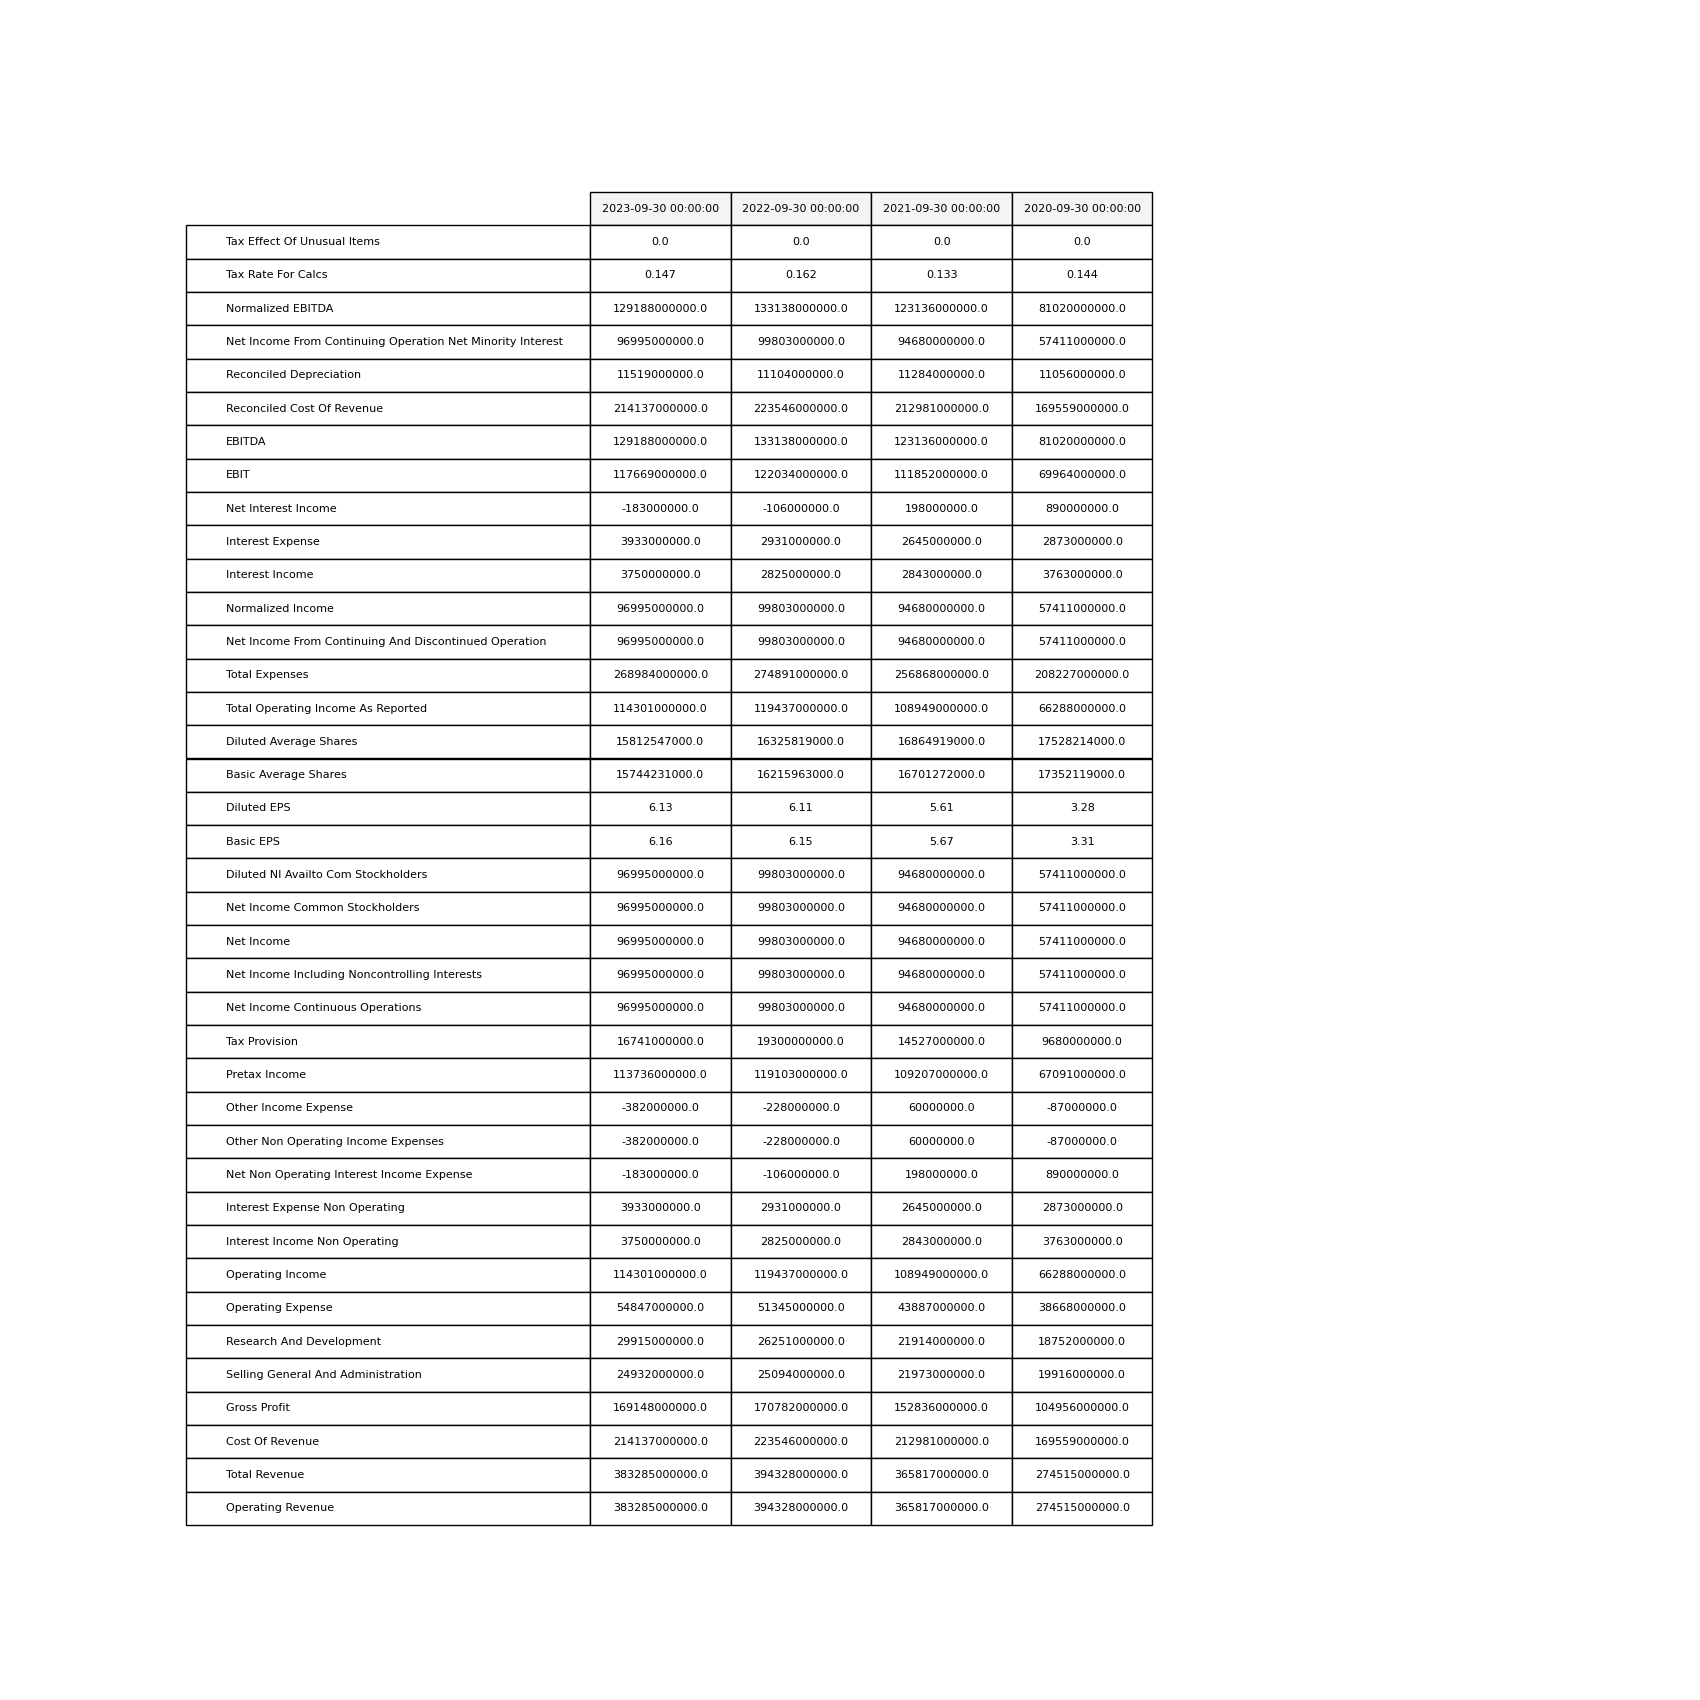 2023-09-30 00:00:00 2022-09-30 00:00:00 2021-09-30 00:00:00 2020-09-30 00:00:00
Tax Effect Of Unusual Items 0.0 0.0 0.0 0.0
Tax Rate For Calcs 0.147 0.162 0.133 0.144
Normalized EBITDA 129188000000.0 133138000000.0 123136000000.0 81020000000.0
Net Income From Continuing Operation Net Minority Interest 96995000000.0 99803000000.0 94680000000.0 57411000000.0
Reconciled Depreciation 11519000000.0 11104000000.0 11284000000.0 11056000000.0
Reconciled Cost Of Revenue 214137000000.0 223546000000.0 212981000000.0 169559000000.0
EBITDA 129188000000.0 133138000000.0 123136000000.0 81020000000.0
EBIT 117669000000.0 122034000000.0 111852000000.0 69964000000.0
Net Interest Income -183000000.0 -106000000.0 198000000.0 890000000.0
Interest Expense 3933000000.0 2931000000.0 2645000000.0 2873000000.0
Interest Income 3750000000.0 2825000000.0 2843000000.0 3763000000.0
Normalized Income 96995000000.0 99803000000.0 94680000000.0 57411000000.0
Net Income From Continuing And Discontinued Operation 96995000000.0 99803000000.0 94680000000.0 57411000000.0
Total Expenses 268984000000.0 274891000000.0 256868000000.0 208227000000.0
Total Operating Income As Reported 114301000000.0 119437000000.0 108949000000.0 66288000000.0
Diluted Average Shares 15812547000.0 16325819000.0 16864919000.0 17528214000.0
Basic Average Shares 15744231000.0 16215963000.0 16701272000.0 17352119000.0
Diluted EPS 6.13 6.11 5.61 3.28
Basic EPS 6.16 6.15 5.67 3.31
Diluted NI Availto Com Stockholders 96995000000.0 99803000000.0 94680000000.0 57411000000.0
Net Income Common Stockholders 96995000000.0 99803000000.0 94680000000.0 57411000000.0
Net Income 96995000000.0 99803000000.0 94680000000.0 57411000000.0
Net Income Including Noncontrolling Interests 96995000000.0 99803000000.0 94680000000.0 57411000000.0
Net Income Continuous Operations 96995000000.0 99803000000.0 94680000000.0 57411000000.0
Tax Provision 16741000000.0 19300000000.0 14527000000.0 9680000000.0
Pretax Income 113736000000.0 119103000000.0 109207000000.0 67091000000.0
Other Income Expense -382000000.0 -228000000.0 60000000.0 -87000000.0
Other Non Operating Income Expenses -382000000.0 -228000000.0 60000000.0 -87000000.0
Net Non Operating Interest Income Expense -183000000.0 -106000000.0 198000000.0 890000000.0
Interest Expense Non Operating 3933000000.0 2931000000.0 2645000000.0 2873000000.0
Interest Income Non Operating 3750000000.0 2825000000.0 2843000000.0 3763000000.0
Operating Income 114301000000.0 119437000000.0 108949000000.0 66288000000.0
Operating Expense 54847000000.0 51345000000.0 43887000000.0 38668000000.0
Research And Development 29915000000.0 26251000000.0 21914000000.0 18752000000.0
Selling General And Administration 24932000000.0 25094000000.0 21973000000.0 19916000000.0
Gross Profit 169148000000.0 170782000000.0 152836000000.0 104956000000.0
Cost Of Revenue 214137000000.0 223546000000.0 212981000000.0 169559000000.0
Total Revenue 383285000000.0 394328000000.0 365817000000.0 274515000000.0
Operating Revenue 383285000000.0 394328000000.0 365817000000.0 274515000000.0